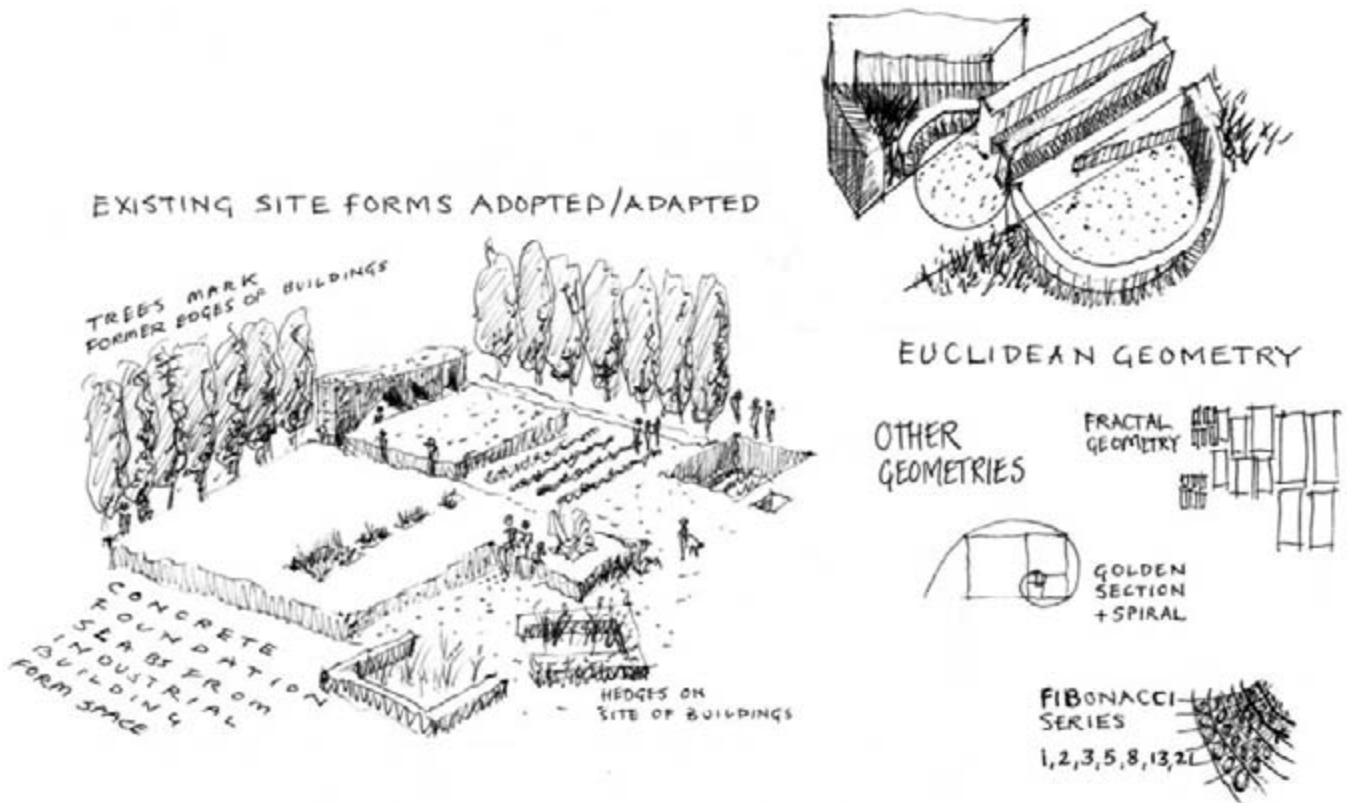 EXISTING SITE FORMS ADOPTED/ADAPTED
TREES MARK
FORMER EDGES OF BUILDINGS
CONCRETE
FOUNDATION
SLABS FROM
INDUSTRIAL
BUILDING
FORM SPACE
HEDGES ON
SITE OF BUILDINGS
EUCLIDEAN GEOMETRY
OTHER
GEOMETRIES
FRACTAL
GEOMETRY
GOLDEN
SECTION
+ SPIRAL
FIBONACCI
SERIES
1,2,3,5,8,13,21